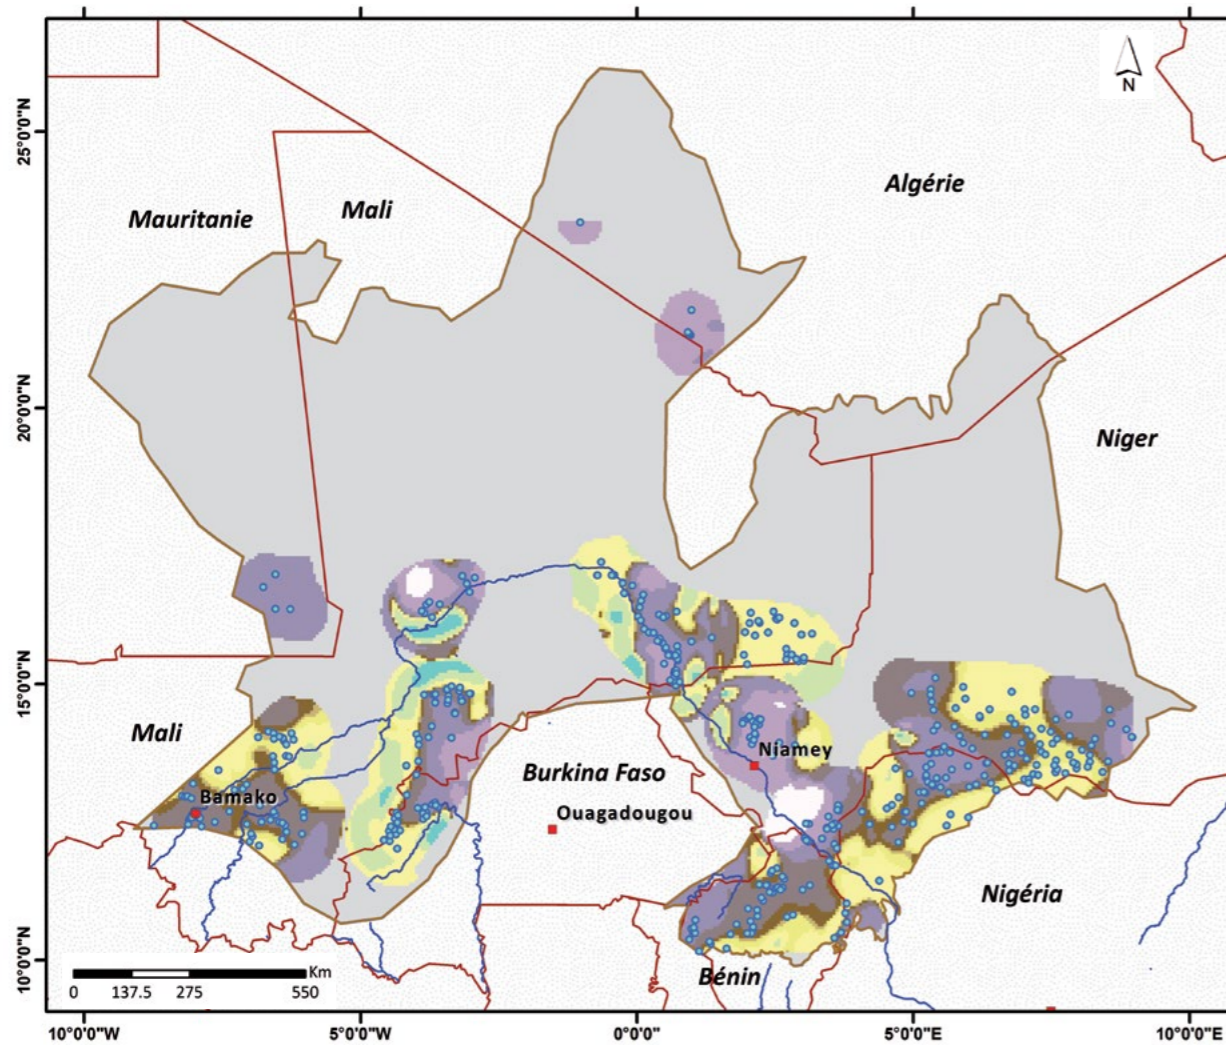 N
25°0'0"N
20°0'0"N
15°0'0"N
10°0'0"N
Mauritanie
Mali
Algérie
Niger
Mali
Bamako
Burkina Faso
Ouagadougou
Niamey
Nigéria
Bénin
Km
0 137.5 275 550
10°0'0"W 5°0'0"W 0°0'0" 5°0'0"E 10°0'0"E